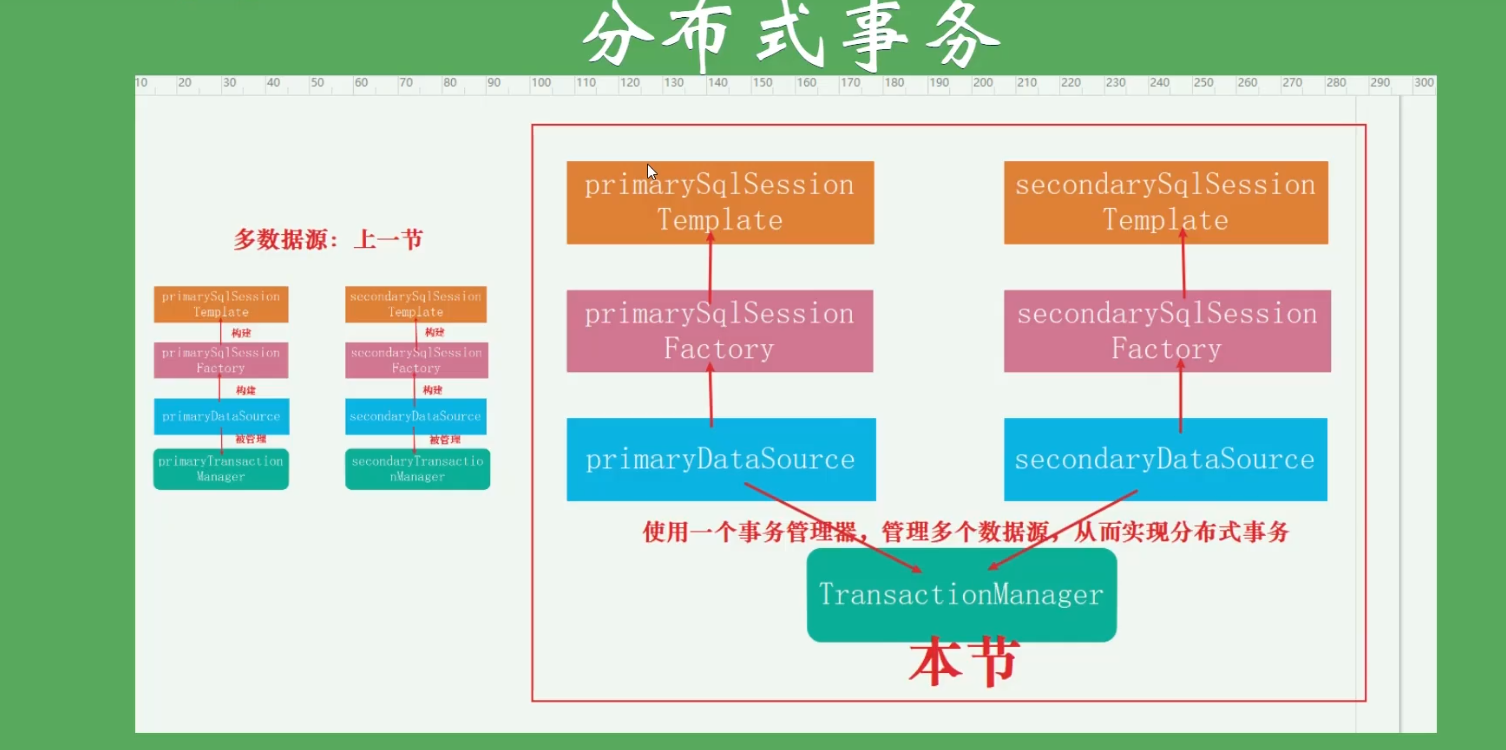 分布式事务
10 20 30 40 50 60 70 80 90 100 110 120 130 140 150 160 170 180 190 200 210 220 230 240 250 260 270 280 290 300
多数据源：上一节
primarySqlSession
Template
secondarySqlSession
Template
构建
构建
primarySqlSession
Factory
secondarySqlSession
Factory
构建
构建
primaryDataSource
secondaryDataSource
被管理
被管理
primaryTransaction
Manager
secondaryTransactio
nManager
primarySqlSession
Template
secondarySqlSession
Template
primarySqlSession
Factory
secondarySqlSession
Factory
primaryDataSource
secondaryDataSource
使用一个事务管理器，管理多个数据源，从而实现分布式事务
TransactionManager
本节